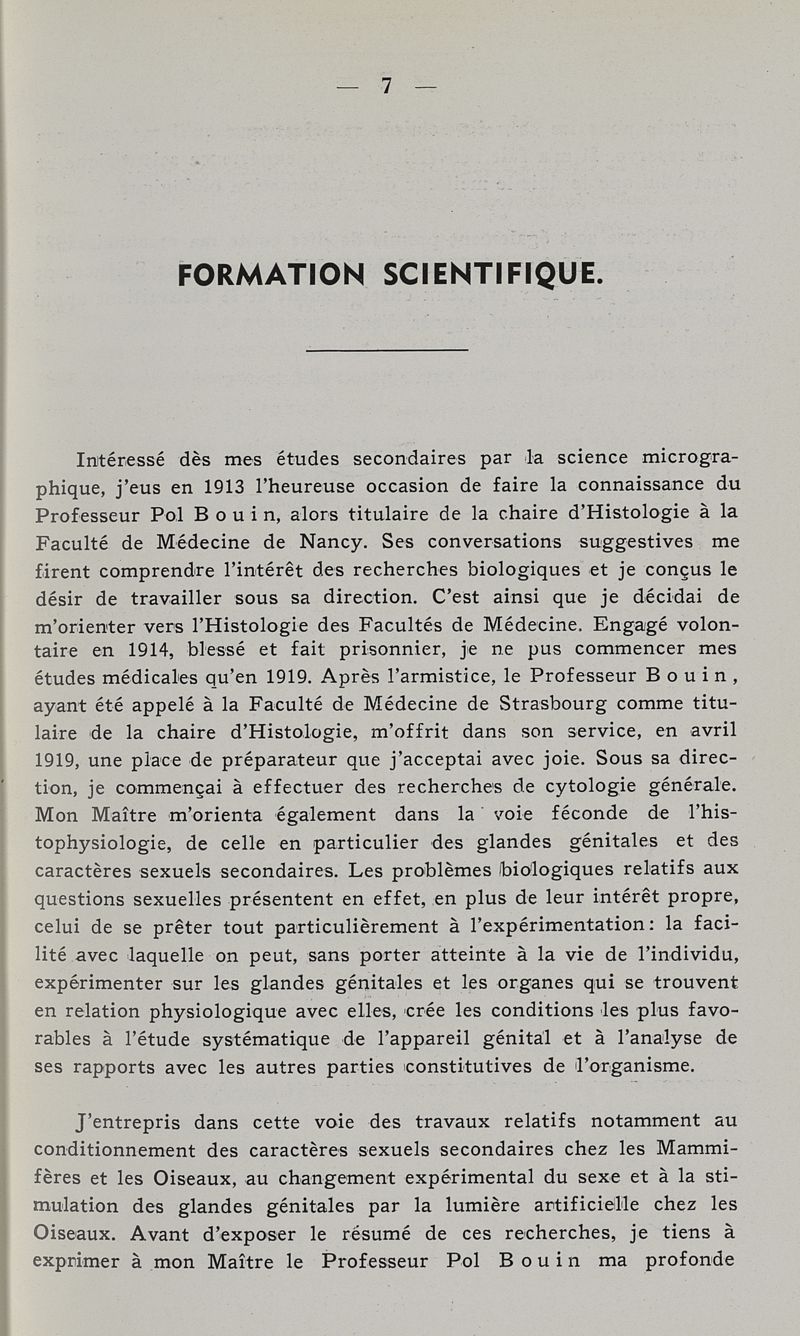 — 7 —
FORMATION SCIENTIFIQUE.
Intéressé dès mes études secondaires par la science microgra-
phique, j'eus en 1913 l'heureuse occasion de faire la connaissance du
Professeur Pol Bouin, alors titulaire de la chaire d'Histologie à la
Faculté de Médecine de Nancy. Ses conversations suggestives me
firent comprendre l'intérêt des recherches biologiques et je conçus le
désir de travailler sous sa direction. C'est ainsi que je décidai de
m'orienter vers l'Histologie des Facultés de Médecine. Engagé volon-
taire en 1914, blessé et fait prisonnier, je ne pus commencer mes
études médicales qu'en 1919. Après l'armistice, le Professeur Bouin,
ayant été appelé à la Faculté de Médecine de Strasbourg comme titu-
laire de la chaire d'Histologie, m'offrit dans son service, en avril
1919, une place de préparateur que j'acceptai avec joie. Sous sa direc-
tion, je commençai à effectuer des recherches de cytologie générale.
Mon Maître m'orienta également dans la voie féconde de l'his-
tophysiologie, de celle en particulier des glandes génitales et des
caractères sexuels secondaires. Les problèmes biologiques relatifs aux
questions sexuelles présentent en effet, en plus de leur intérêt propre,
celui de se prêter tout particulièrement à l'expérimentation: la faci-
lité avec laquelle on peut, sans porter atteinte à la vie de l'individu,
expérimenter sur les glandes génitales et les organes qui se trouvent
en relation physiologique avec elles, crée les conditions les plus favo-
rables à l'étude systématique de l'appareil génital et à l'analyse de
ses rapports avec les autres parties constitutives de l'organisme.
J'entrepris dans cette voie des travaux relatifs notamment au
conditionnement des caractères sexuels secondaires chez les Mammi-
fères et les Oiseaux, au changement expérimental du sexe et à la sti-
mulation des glandes génitales par la lumière artificielle chez les
Oiseaux. Avant d'exposer le résumé de ces recherches, je tiens à
exprimer à mon Maître le Professeur Pol Bouin ma profonde